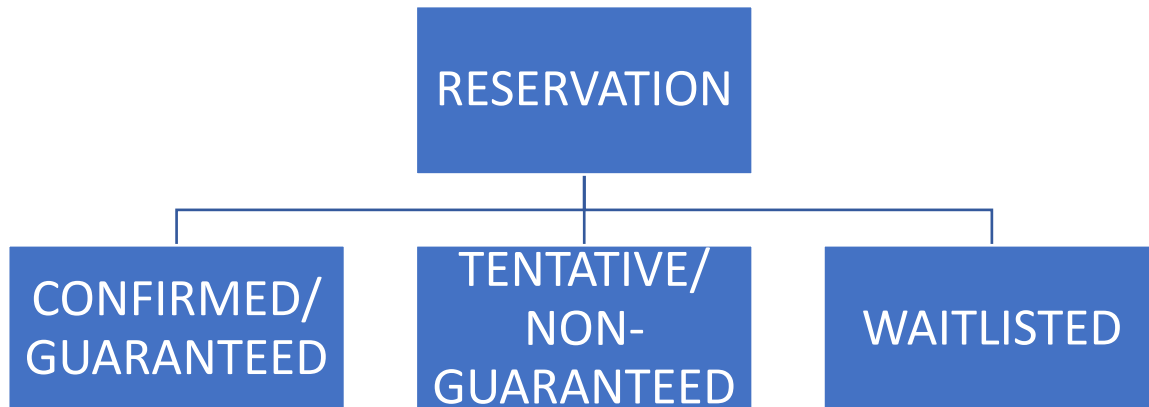 RESERVATION
CONFIRMED/
GUARANTEED
TENTATIVE/
NON-
GUARANTEED
WAITLISTED